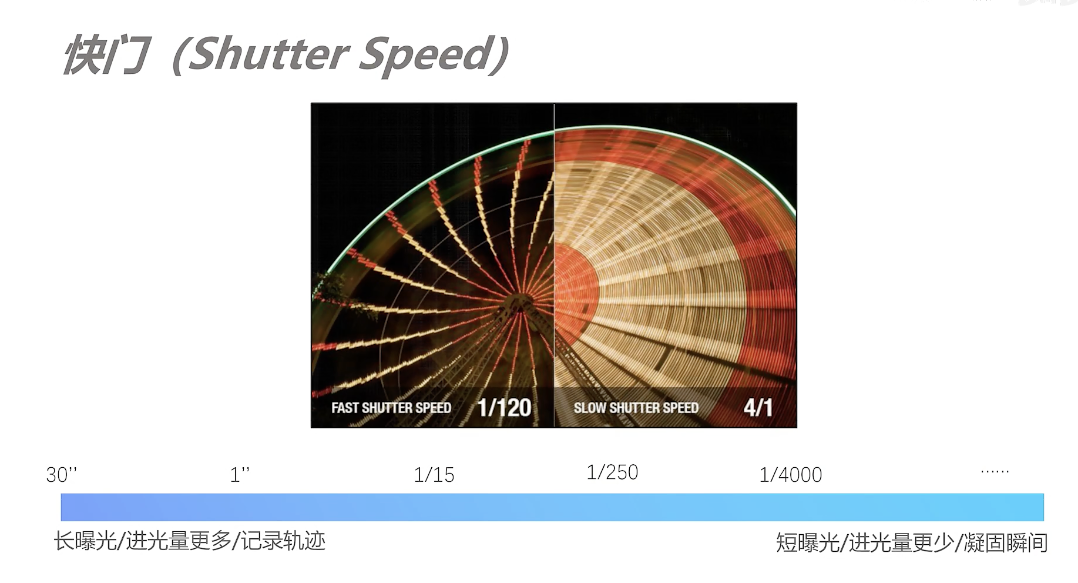 快门（Shutter Speed）
FAST SHUTTER SPEED 1/120 SLOW SHUTTER SPEED 4/1
30'' 1'' 1/15 1/250 1/4000 ······
长曝光/进光量更多/记录轨迹 短曝光/进光量更少/凝固瞬间